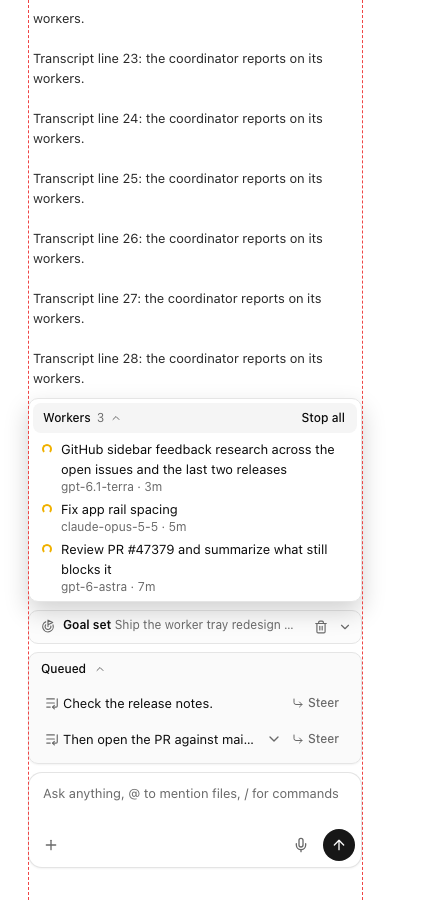 workers.
Transcript line 23: the coordinator reports on its
workers.
Transcript line 24: the coordinator reports on its
workers.
Transcript line 25: the coordinator reports on its
workers.
Transcript line 26: the coordinator reports on its
workers.
Transcript line 27: the coordinator reports on its
workers.
Transcript line 28: the coordinator reports on its
workers.
Workers 3 Stop all
GitHub sidebar feedback research across the
open issues and the last two releases
gpt-6.1-terra · 3m
Fix app rail spacing
claude-opus-5-5 · 5m
Review PR #47379 and summarize what still
blocks it
gpt-6-astra · 7m
Goal set Ship the worker tray redesign ...
Queued
Check the release notes. Steer
Then open the PR against mai... Steer
Ask anything, @ to mention files, / for commands